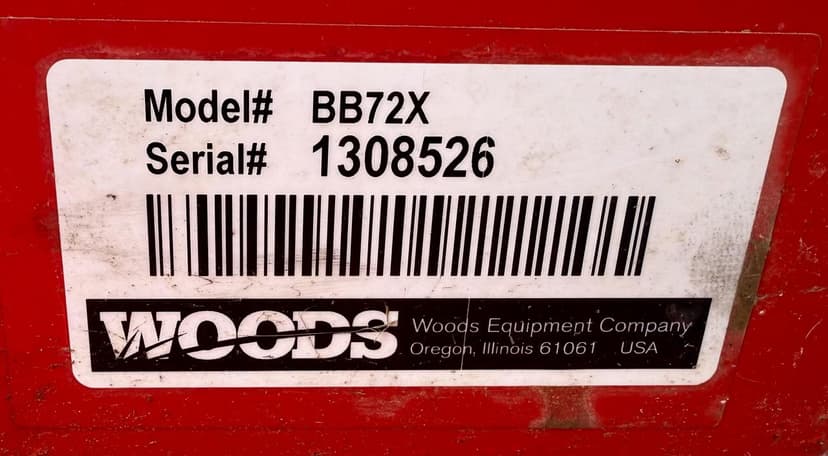 Model# BB72X
Serial# 1308526
WOODS Woods Equipment Company
Oregon, Illinois 61061 USA